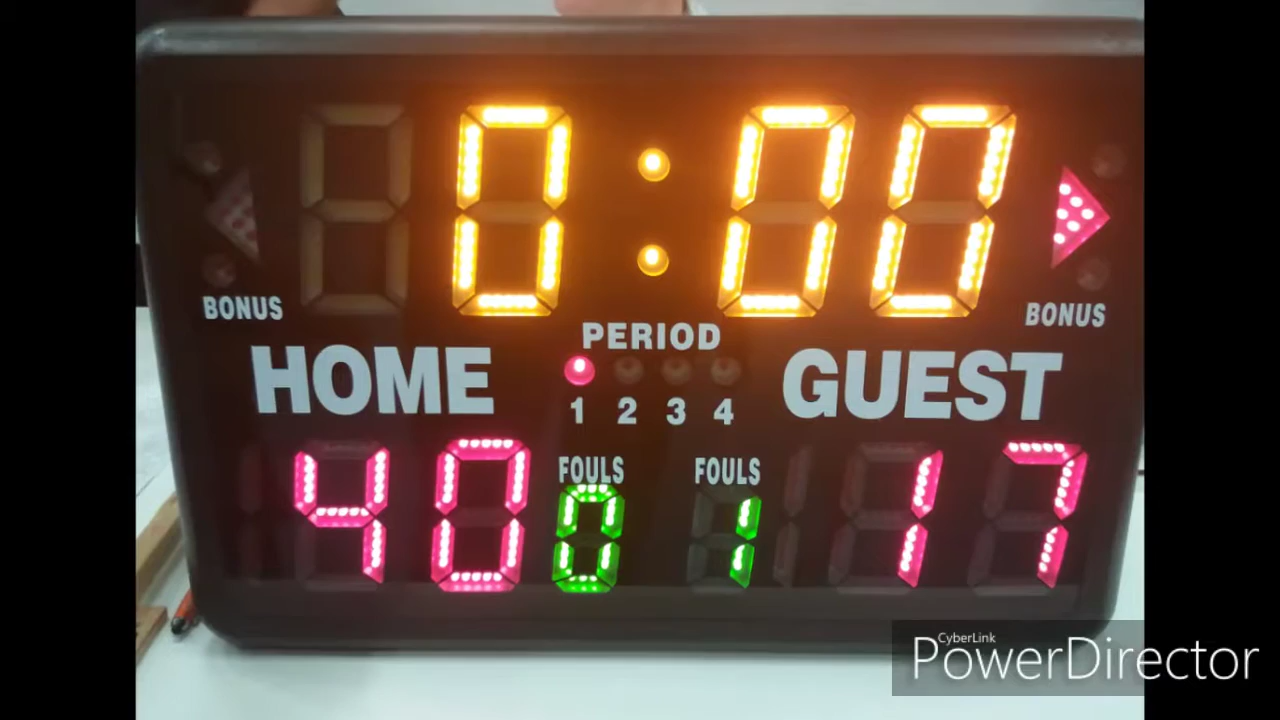 0:00
BONUS
BONUS
PERIOD
HOME
GUEST
1 2 3 4
FOULS
FOULS
40
0
1
17
CyberLink
PowerDirector